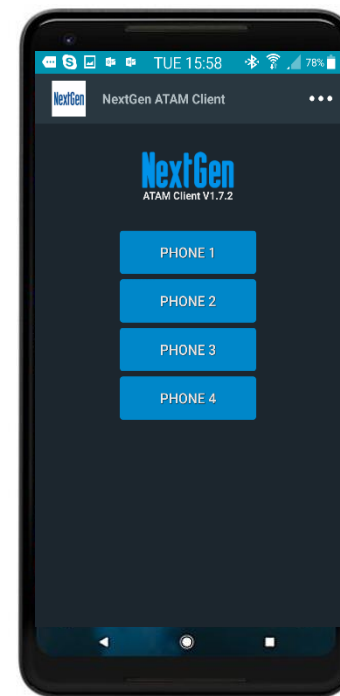 TUE 15:58 78%
NextGen NextGen ATAM Client
NextGen
ATAM Client V1.7.2
PHONE 1
PHONE 2
PHONE 3
PHONE 4